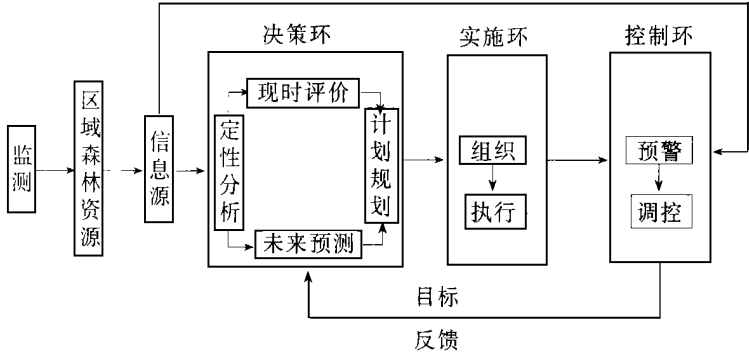 决策环
实施环
控制环
监测
区域森林资源
信息源
定性分析
现时评价
未来预测
计划规划
组织
执行
预警
调控
目标
反馈